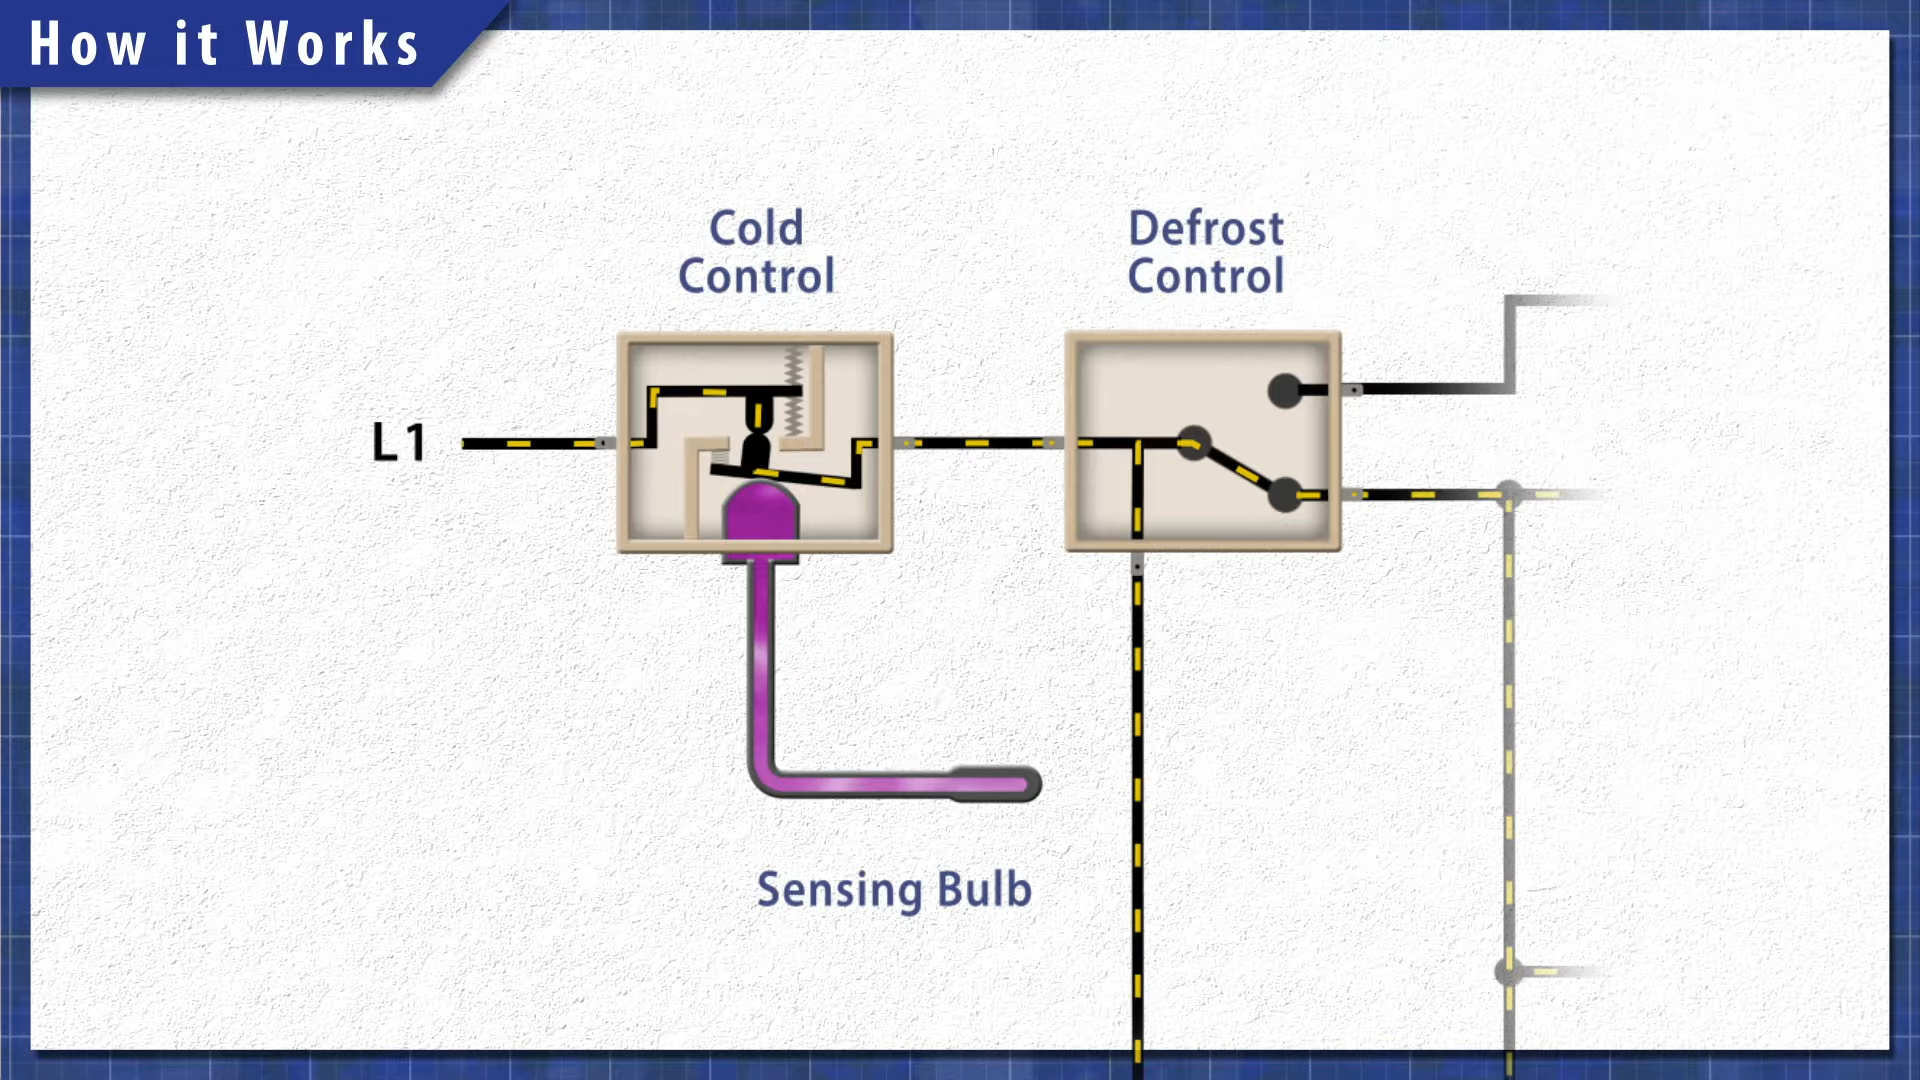 How it Works
Cold
Control
Defrost
Control
L1
Sensing Bulb